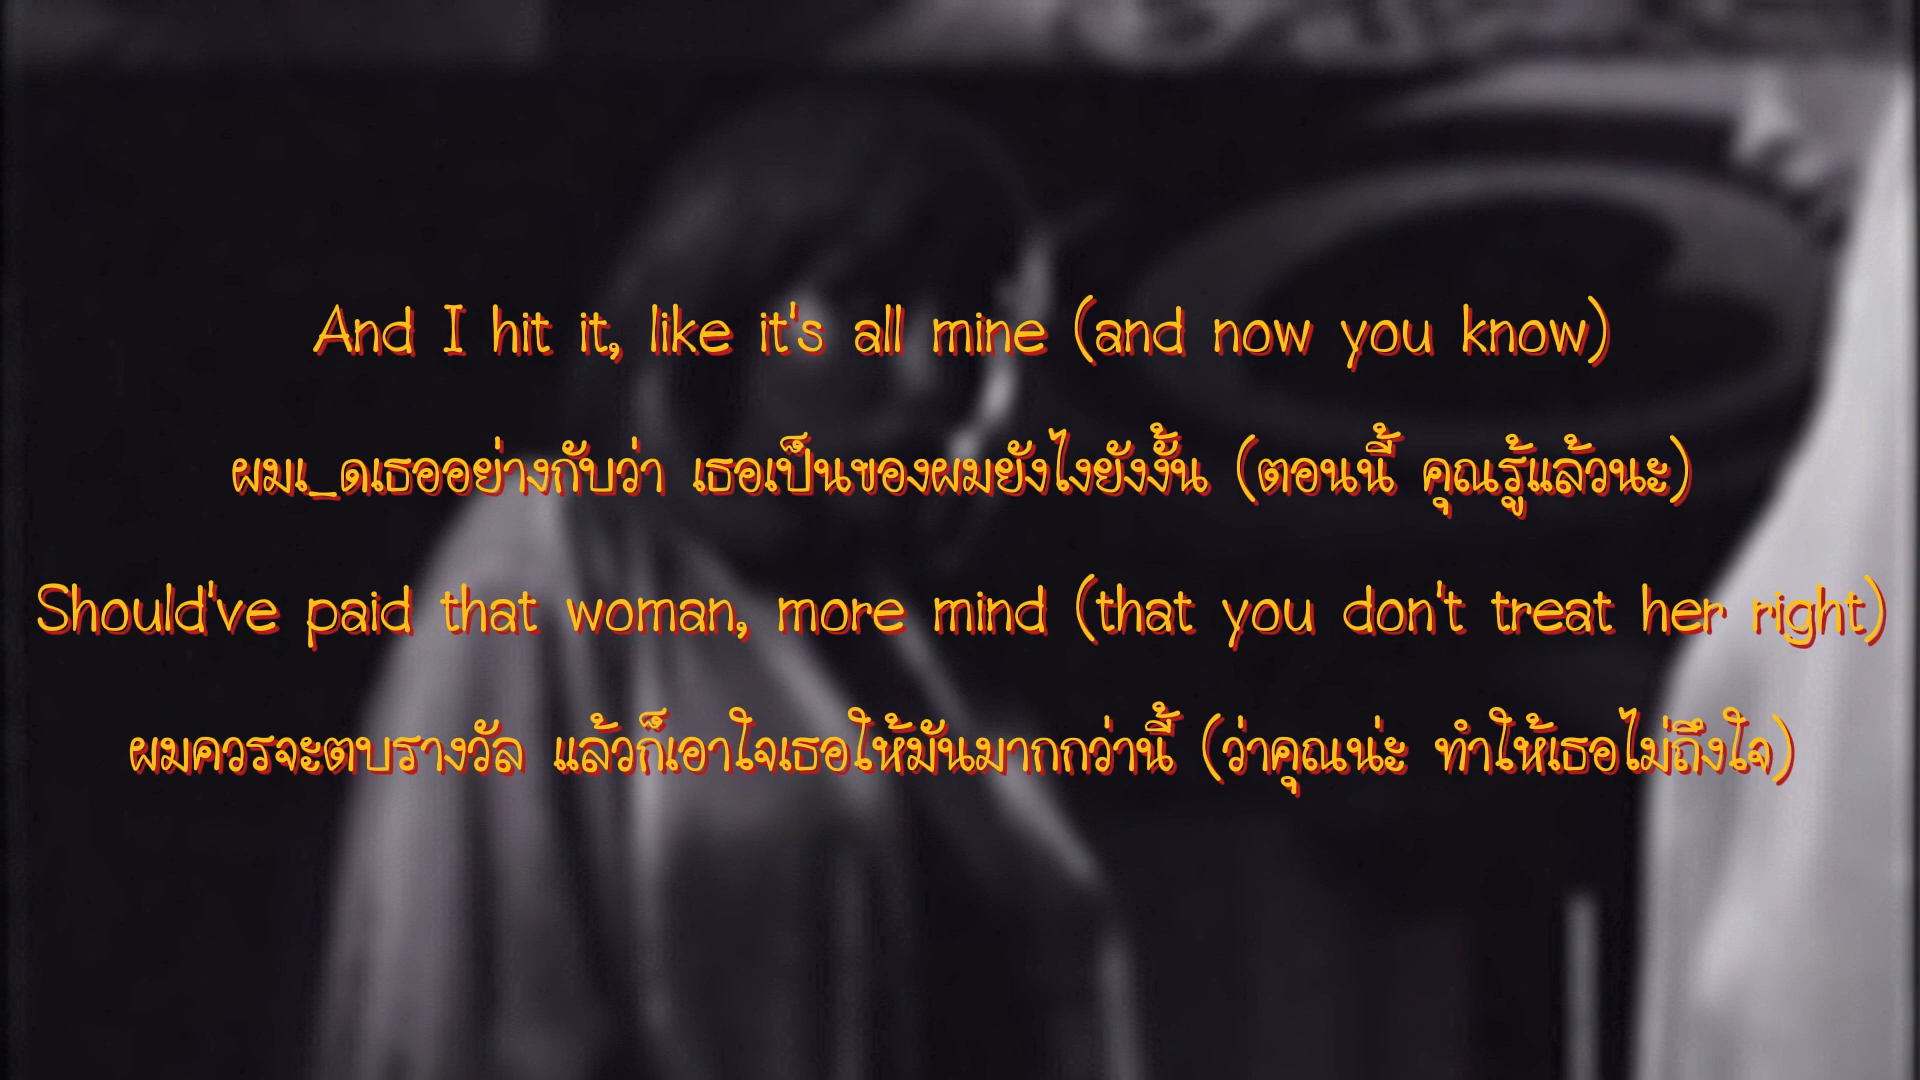 And I hit it, like it's all mine (and now you know)
ผมเ_ดเธออย่างกับว่า เธอเป็นของผมยังไงยังงั้น (ตอนนี้ คุณรู้แล้วนะ)
Should've paid that woman, more mind (that you don't treat her right)
ผมควรจะตบรางวัล แล้วก็เอาใจเธอให้มันมากกว่านี้ (ว่าคุณน่ะ ทำให้เธอไม่ถึงใจ)